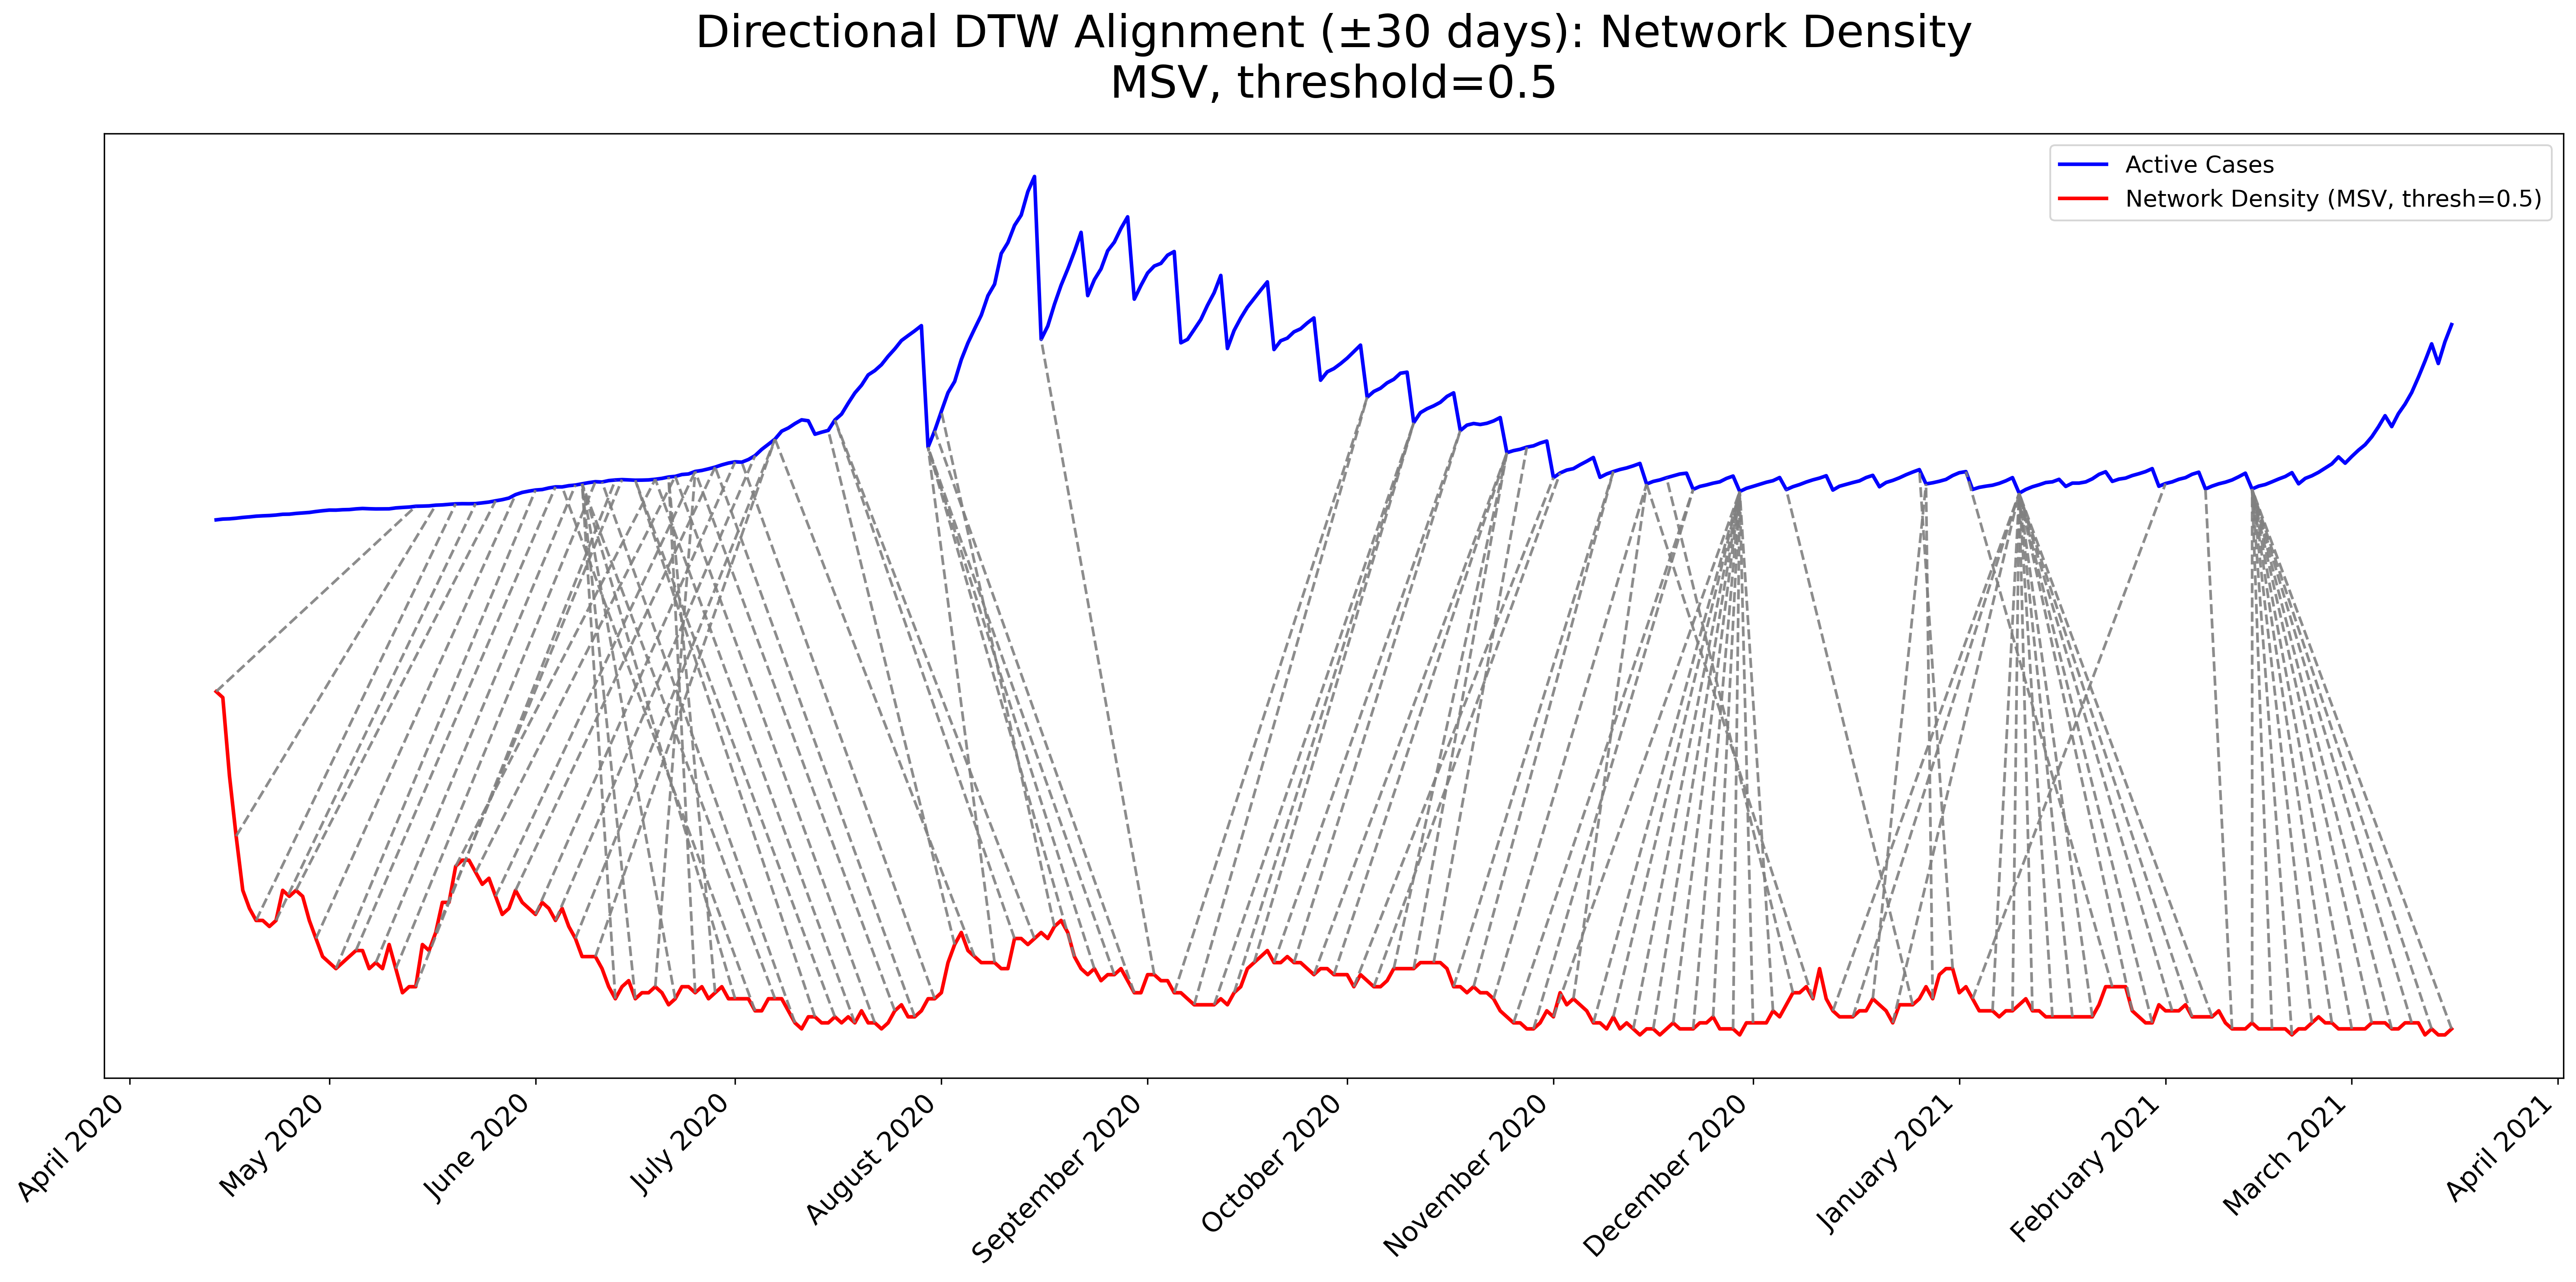 Directional DTW Alignment (±30 days): Network Density
MSV, threshold=0.5
Active Cases
Network Density (MSV, thresh=0.5)
April 2020
May 2020
June 2020
July 2020
August 2020
September 2020
October 2020
November 2020
December 2020
January 2021
February 2021
March 2021
April 2021